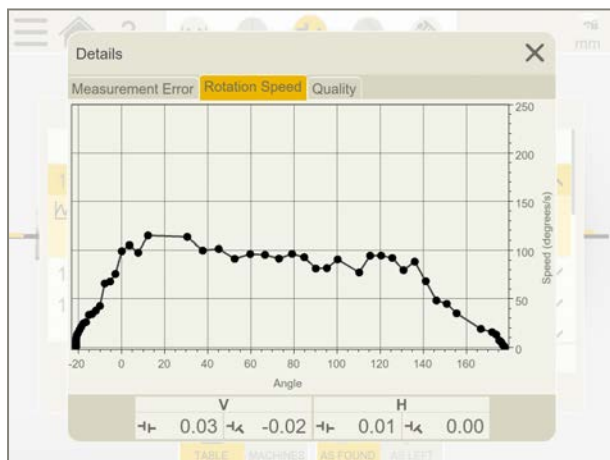 mm
Details
Measurement Error Rotation Speed Quality
250
200
150
100
50
0
Speed (degrees/s)
-20 0 20 40 60 80 100 120 140 160
Angle
V H
0.03 -0.02 0.01 0.00
TABLE MACHINES AS FOUND AS LEFT